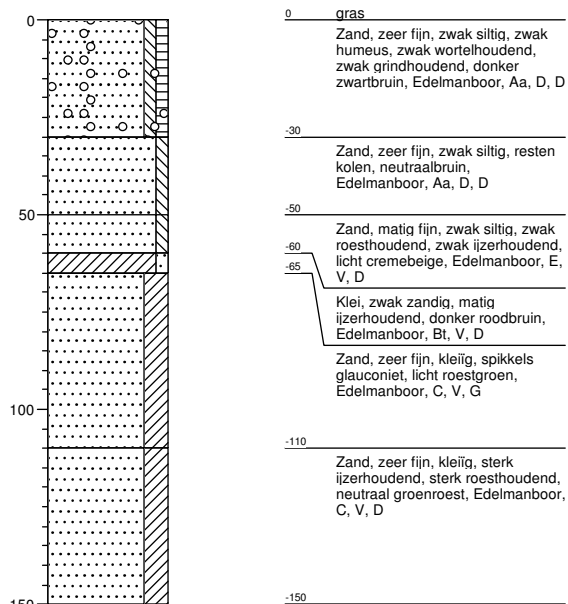 0
gras
0
Zand, zeer fijn, zwak siltig, zwak
humeus, zwak wortelhoudend,
zwak grindhoudend, donker
zwartbruin, Edelmanboor, Aa, D, D
-30
Zand, zeer fijn, zwak siltig, resten
kolen, neutraalbruin,
Edelmanboor, Aa, D, D
50
-50
Zand, matig fijn, zwak siltig, zwak
roesthoudend, zwak ijzerhoudend,
licht cremebeige, Edelmanboor, E,
V, D
-60
-65
Klei, zwak zandig, matig
ijzerhoudend, donker roodbruin,
Edelmanboor, Bt, V, D
Zand, zeer fijn, kleiïg, spikkels
glauconiet, licht roestgroen,
Edelmanboor, C, V, G
100
-110
Zand, zeer fijn, kleiïg, sterk
ijzerhoudend, sterk roesthoudend,
neutraal groenroest, Edelmanboor,
C, V, D
150
-150